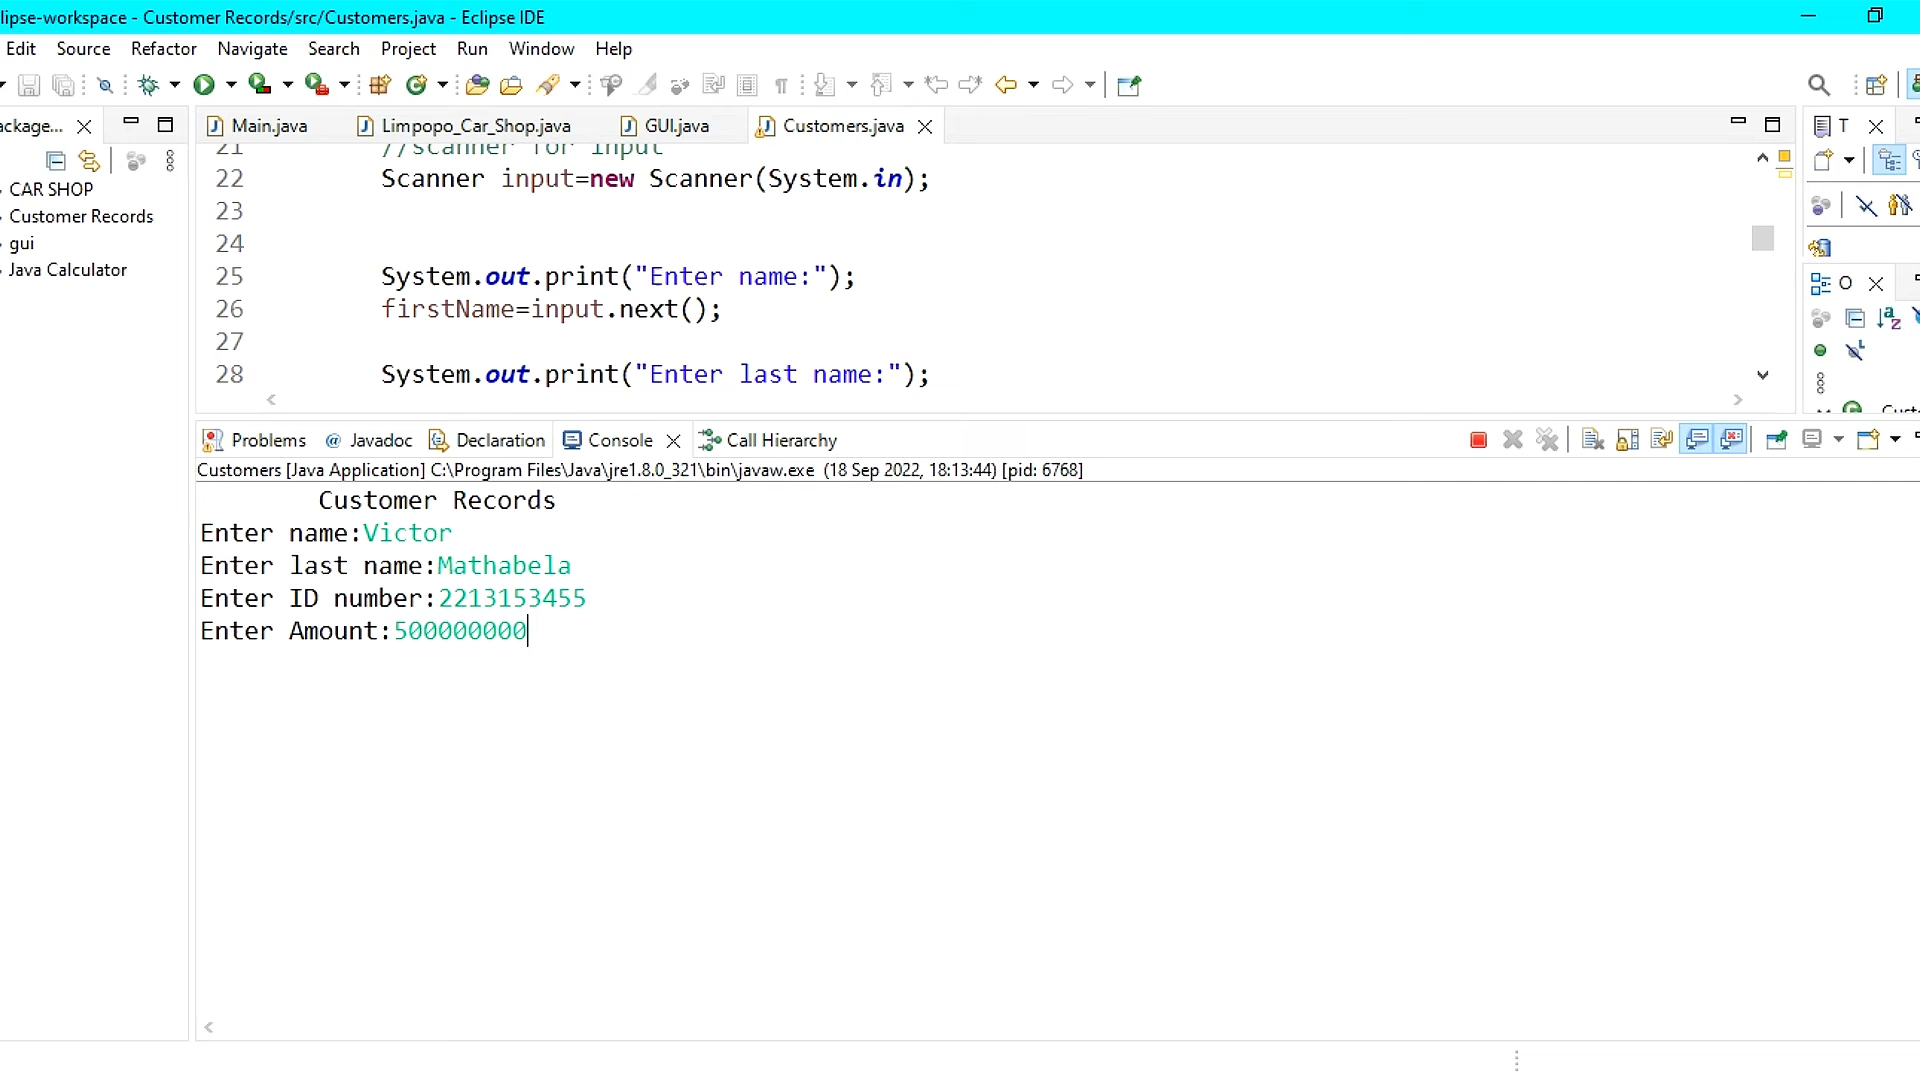 lipse-workspace - Customer Records/src/Customers.java - Eclipse IDE
Edit Source Refactor Navigate Search Project Run Window Help
ackage...
Main.java Limpopo_Car_Shop.java GUI.java Customers.java
T
CAR SHOP
Customer Records
gui
Java Calculator
21 //scanner for input
22 Scanner input=new Scanner(System.in);
23
24
25 System.out.print("Enter name:");
26 firstName=input.next();
27
28 System.out.print("Enter last name:");
O
Problems Javadoc Declaration Console Call Hierarchy
Customers [Java Application] C:\Program Files\Java\jre1.8.0_321\bin\javaw.exe (18 Sep 2022, 18:13:44) [pid: 6768]
Customer Records
Enter name:Victor
Enter last name:Mathabela
Enter ID number:2213153455
Enter Amount:500000000